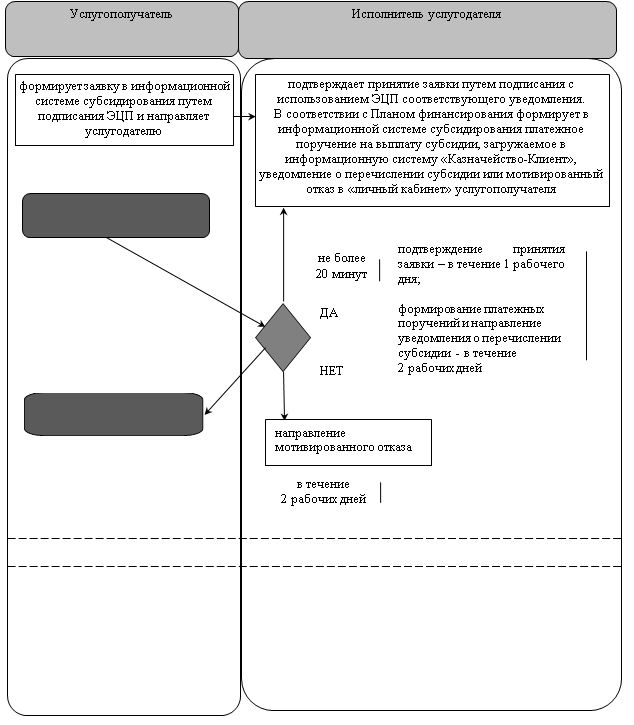 Услугополучатель
Исполнитель услугодателя
формирует заявку в информационной
системе субсидирования путем
подписания ЭЦП и направляет
услугодателю
подтверждает принятие заявки путем подписания с
использованием ЭЦП соответствующего уведомления.
В соответствии с Планом финансирования формирует в
информационной системе субсидирования платежное
поручение на выплату субсидии, загружаемое в
информационную систему «Казначейство-Клиент»,
уведомление о перечислении субсидии или мотивированный
отказ в «личный кабинет» услугополучателя
не более
20 минут
подтверждение принятия
заявки – в течение 1 рабочего
дня;
ДА
формирование платежных
поручений и направление
уведомления о перечислении
субсидии - в течение
2 рабочих дней
НЕТ
направление
мотивированного отказа
в течение
2 рабочих дней